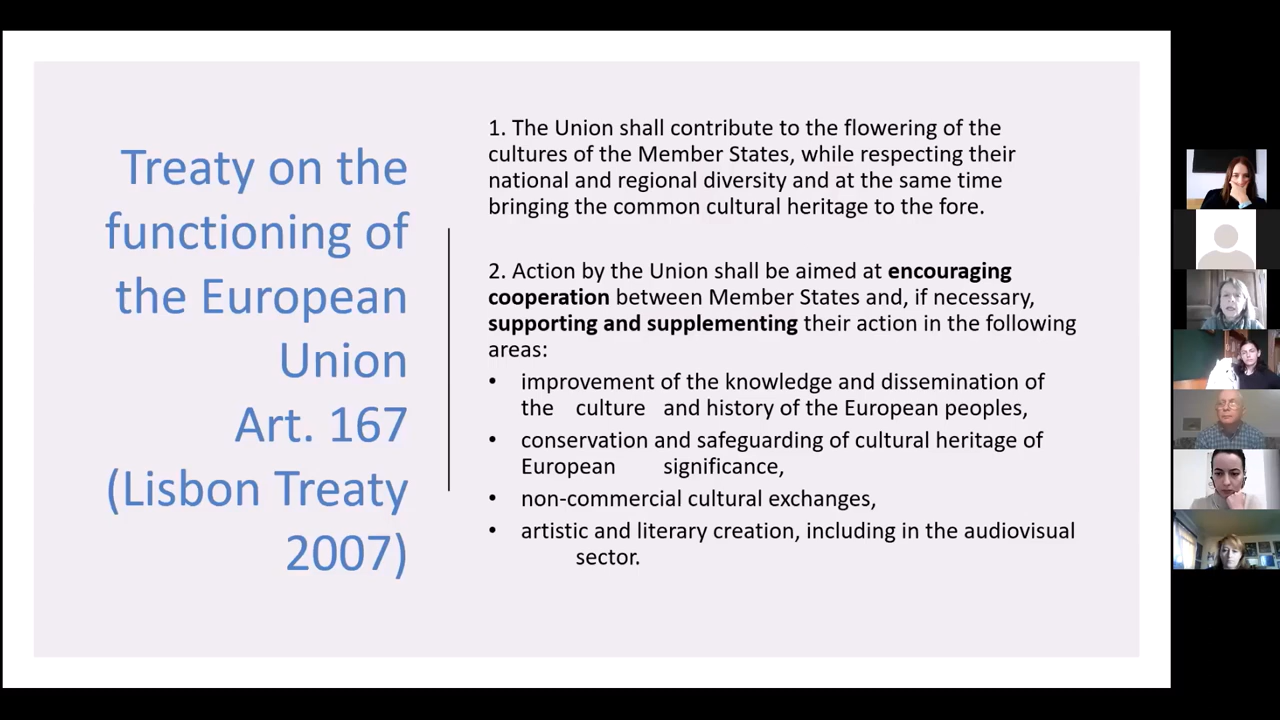 Treaty on the
functioning of
the European
Union
Art. 167
(Lisbon Treaty
2007)
1. The Union shall contribute to the flowering of the
cultures of the Member States, while respecting their
national and regional diversity and at the same time
bringing the common cultural heritage to the fore.
2. Action by the Union shall be aimed at encouraging
cooperation between Member States and, if necessary,
supporting and supplementing their action in the following
areas:
• improvement of the knowledge and dissemination of
the culture and history of the European peoples,
• conservation and safeguarding of cultural heritage of
European significance,
• non-commercial cultural exchanges,
• artistic and literary creation, including in the audiovisual
sector.